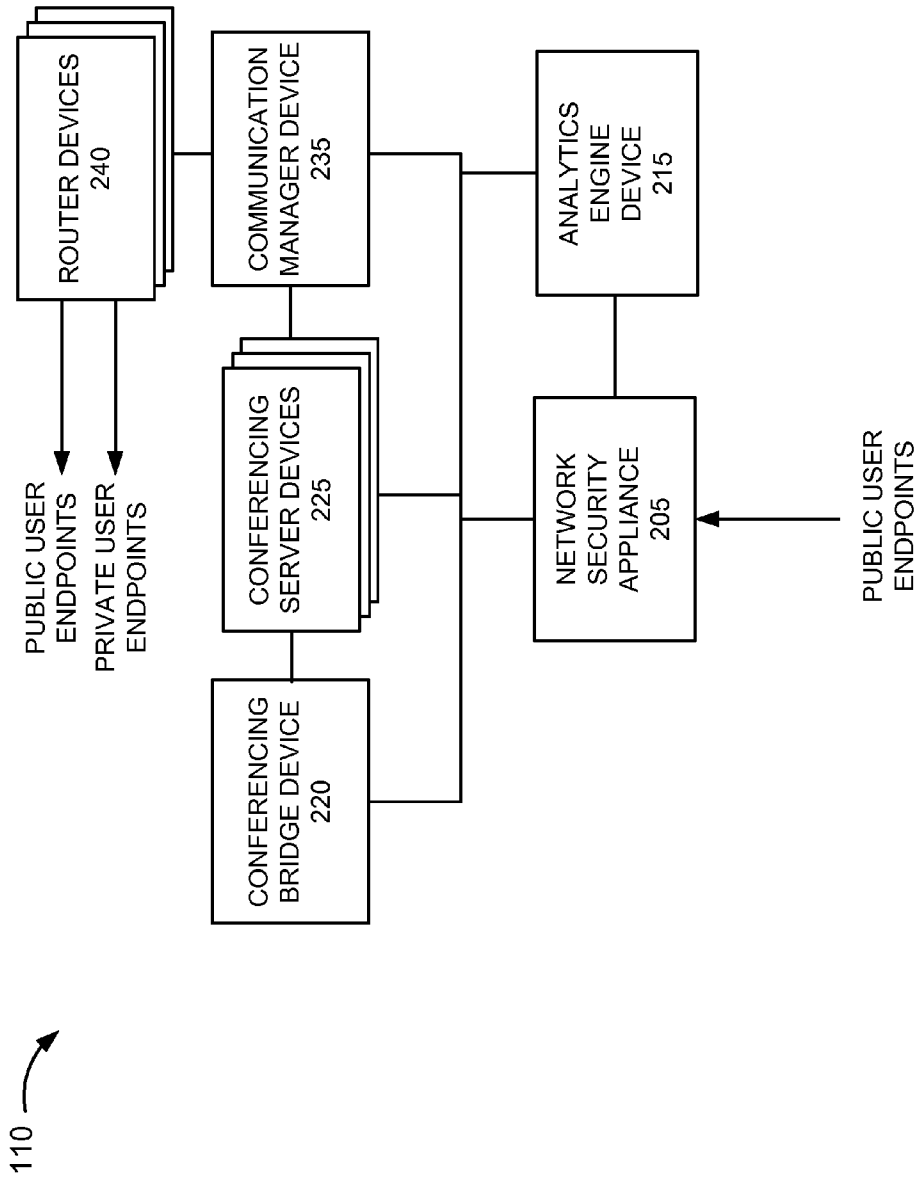 110
PUBLIC USER
ENDPOINTS
PRIVATE USER
ENDPOINTS
ROUTER DEVICES
240
CONFERENCING
BRIDGE DEVICE
220
CONFERENCING
SERVER DEVICES
225
COMMUNICATION
MANAGER DEVICE
235
NETWORK
SECURITY
APPLIANCE
205
ANALYTICS
ENGINE
DEVICE
215
PUBLIC USER
ENDPOINTS